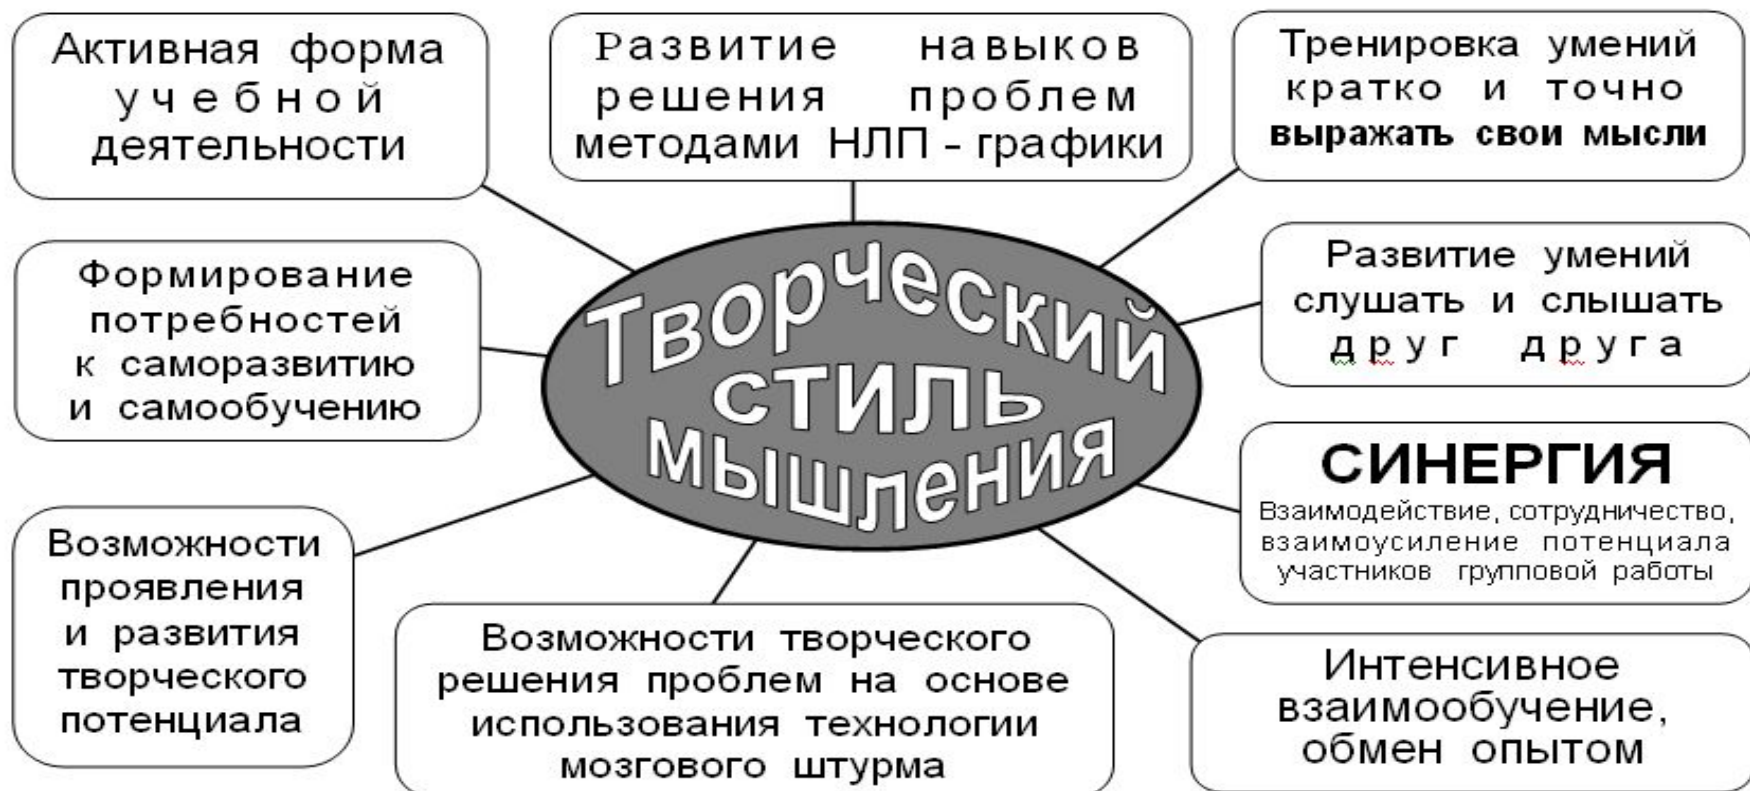 Активная форма
учебной
деятельности
Развитие навыков
решения проблем
методами НЛП - графики
Тренировка умений
кратко и точно
выражать свои мысли
Формирование
потребностей
к саморазвитию
и самообучению
Творческий
стиль
мышления
Развитие умений
слушать и слышать
друг друга
СИНЕРГИЯ
Взаимодействие, сотрудничество,
взаимоусиление потенциала
участников групповой работы
Возможности
проявления
и развития
творческого
потенциала
Возможности творческого
решения проблем на основе
использования технологии
мозгового штурма
Интенсивное
взаимообучение,
обмен опытом